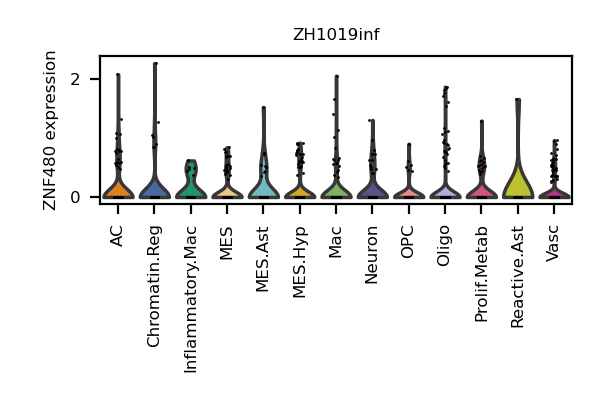 ZH1019inf
ZNF480 expression
2
0
AC
Chromatin.Reg
Inflammatory.Mac
MES
MES.Ast
MES.Hyp
Mac
Neuron
OPC
Oligo
Prolif.Metab
Reactive.Ast
Vasc